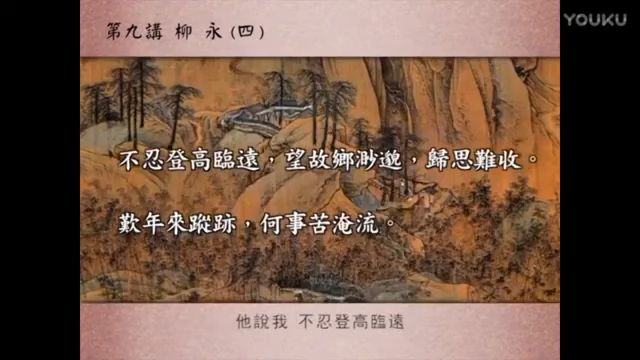 第九講 柳 永(四)
YOUKU
不忍登高臨遠，望故鄉渺邈，歸思難收。
歎年來蹤跡，何事苦淹流。
他說我 不忍登高臨遠